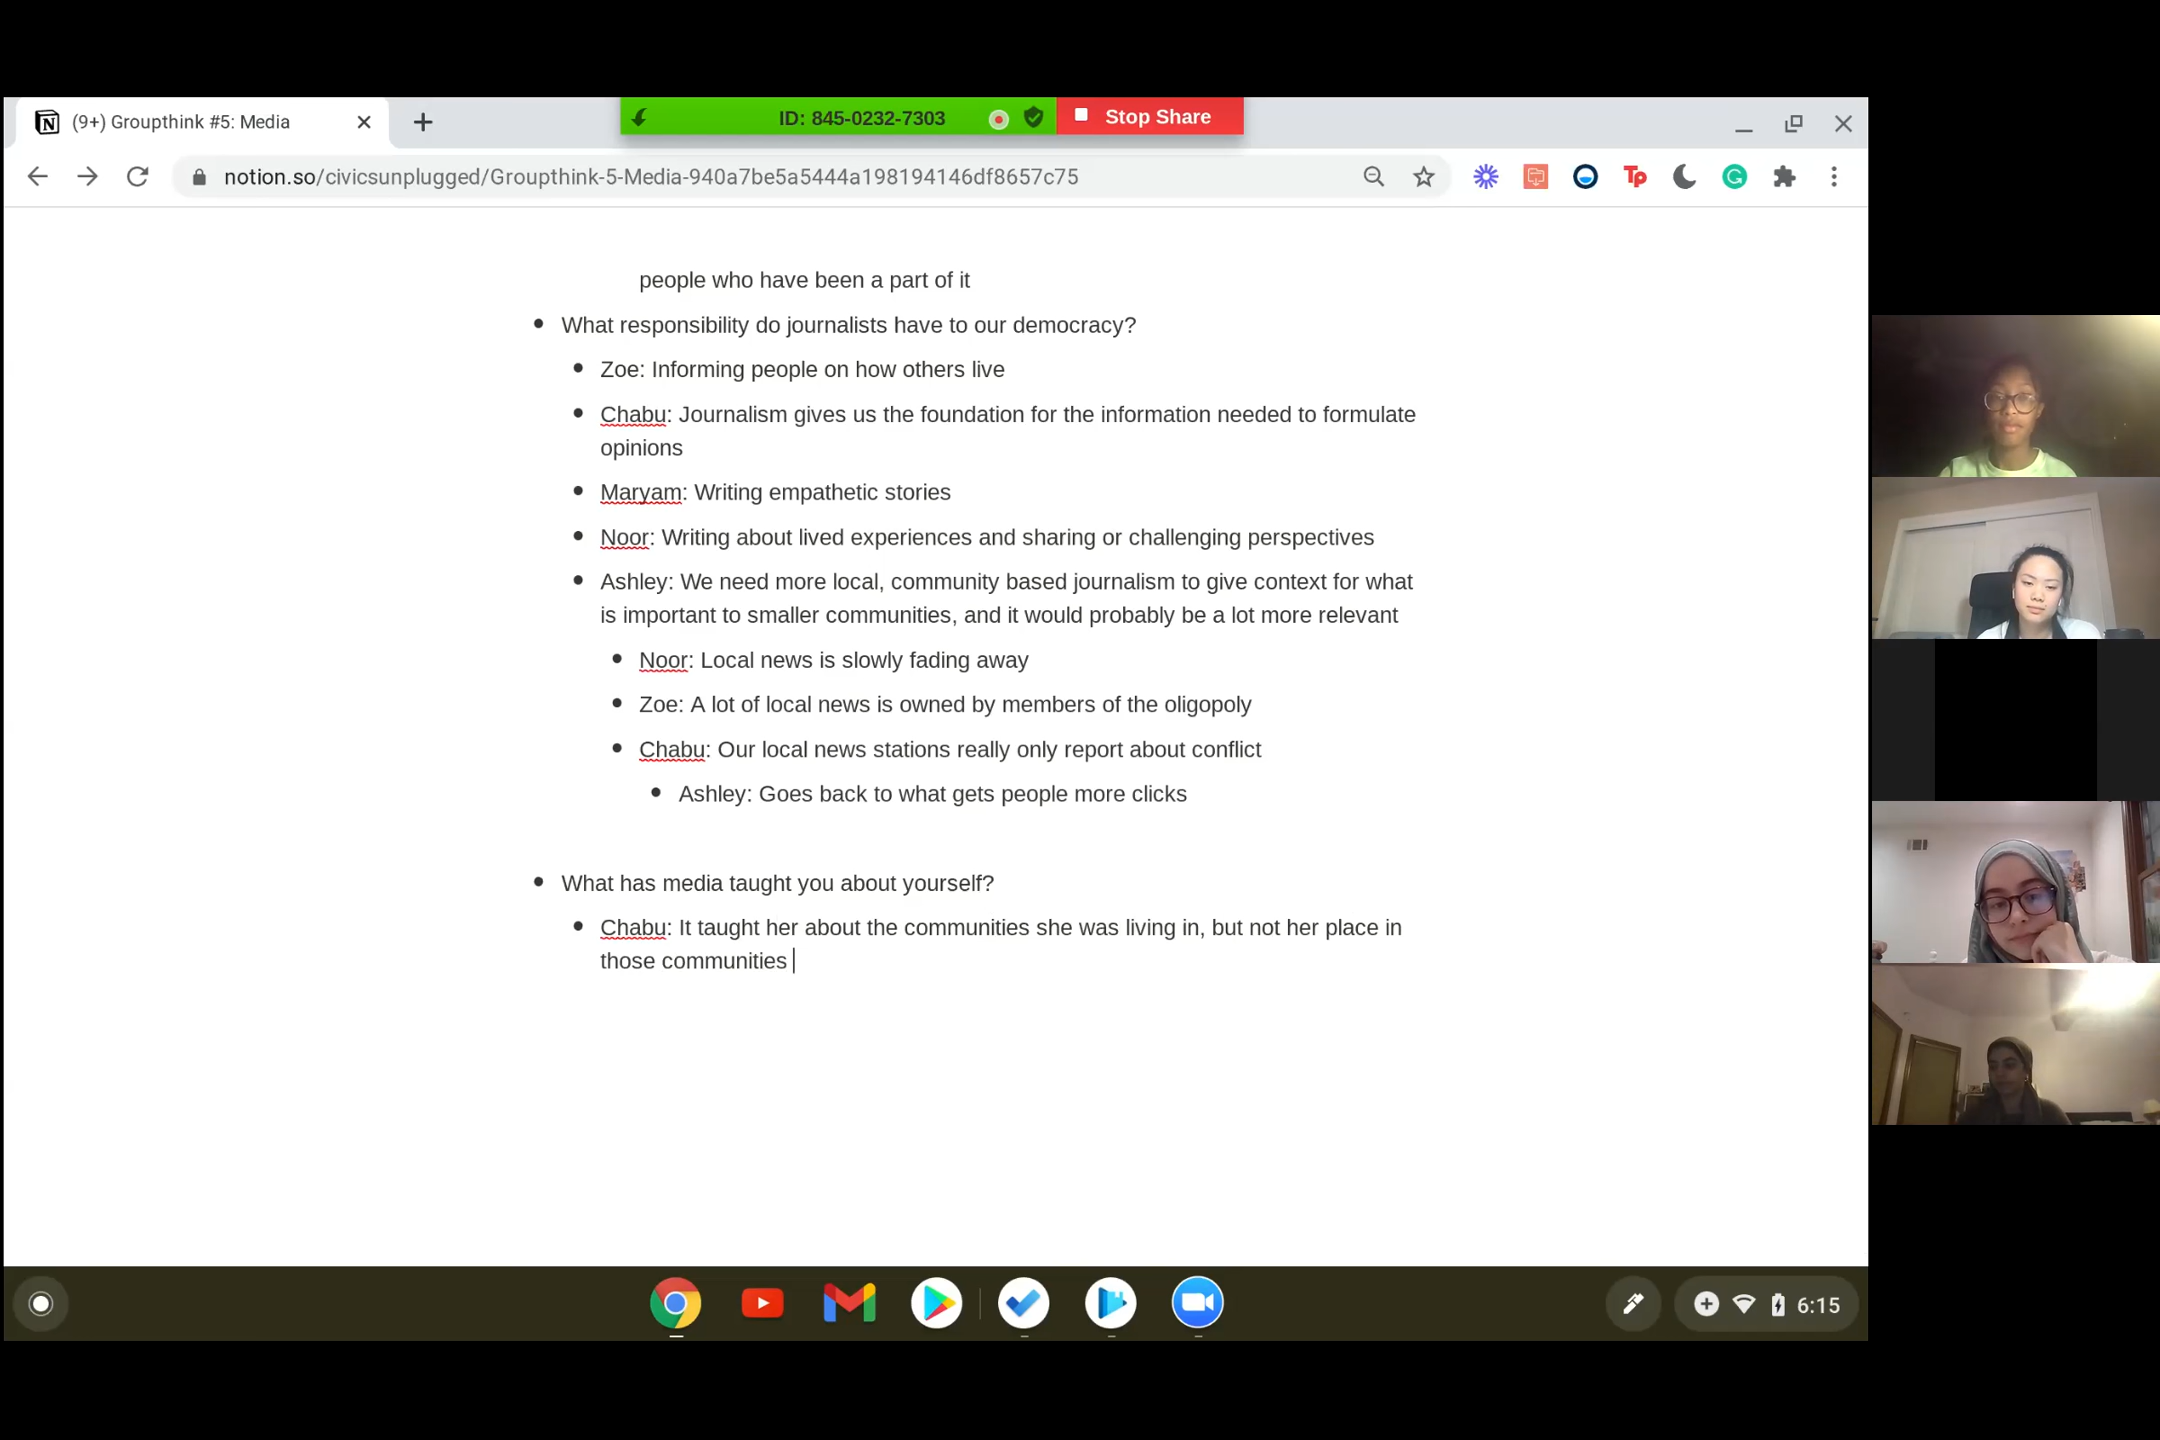 (9+) Groupthink #5: Media
ID: 845-0232-7303
Stop Share
notion.so/civicsunplugged/Groupthink-5-Media-940a7be5a5444a198194146df8657c75
people who have been a part of it
What responsibility do journalists have to our democracy?
Zoe: Informing people on how others live
Chabu: Journalism gives us the foundation for the information needed to formulate
opinions
Maryam: Writing empathetic stories
Noor: Writing about lived experiences and sharing or challenging perspectives
Ashley: We need more local, community based journalism to give context for what
is important to smaller communities, and it would probably be a lot more relevant
Noor: Local news is slowly fading away
Zoe: A lot of local news is owned by members of the oligopoly
Chabu: Our local news stations really only report about conflict
Ashley: Goes back to what gets people more clicks
What has media taught you about yourself?
Chabu: It taught her about the communities she was living in, but not her place in
those communities
6:15